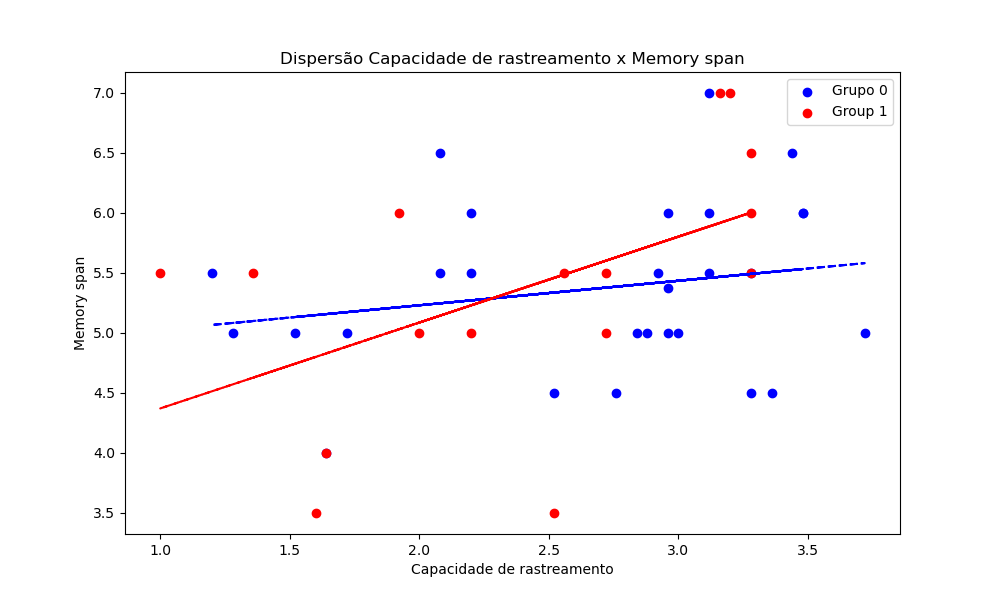 Dispersão Capacidade de rastreamento x Memory span
Grupo 0
Group 1
7.0
6.5
6.0
5.5
5.0
4.5
4.0
3.5
Memory span
1.0 1.5 2.0 2.5 3.0 3.5
Capacidade de rastreamento